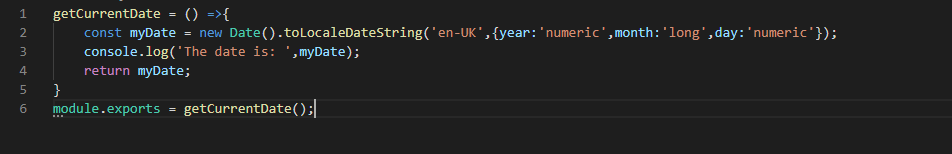 1 getCurrentDate = () =>{
2     const myDate = new Date().toLocaleDateString('en-UK',{year:'numeric',month:'long',day:'numeric'});
3     console.log('The date is: ',myDate);
4     return myDate;
5 }
6 module.exports = getCurrentDate();